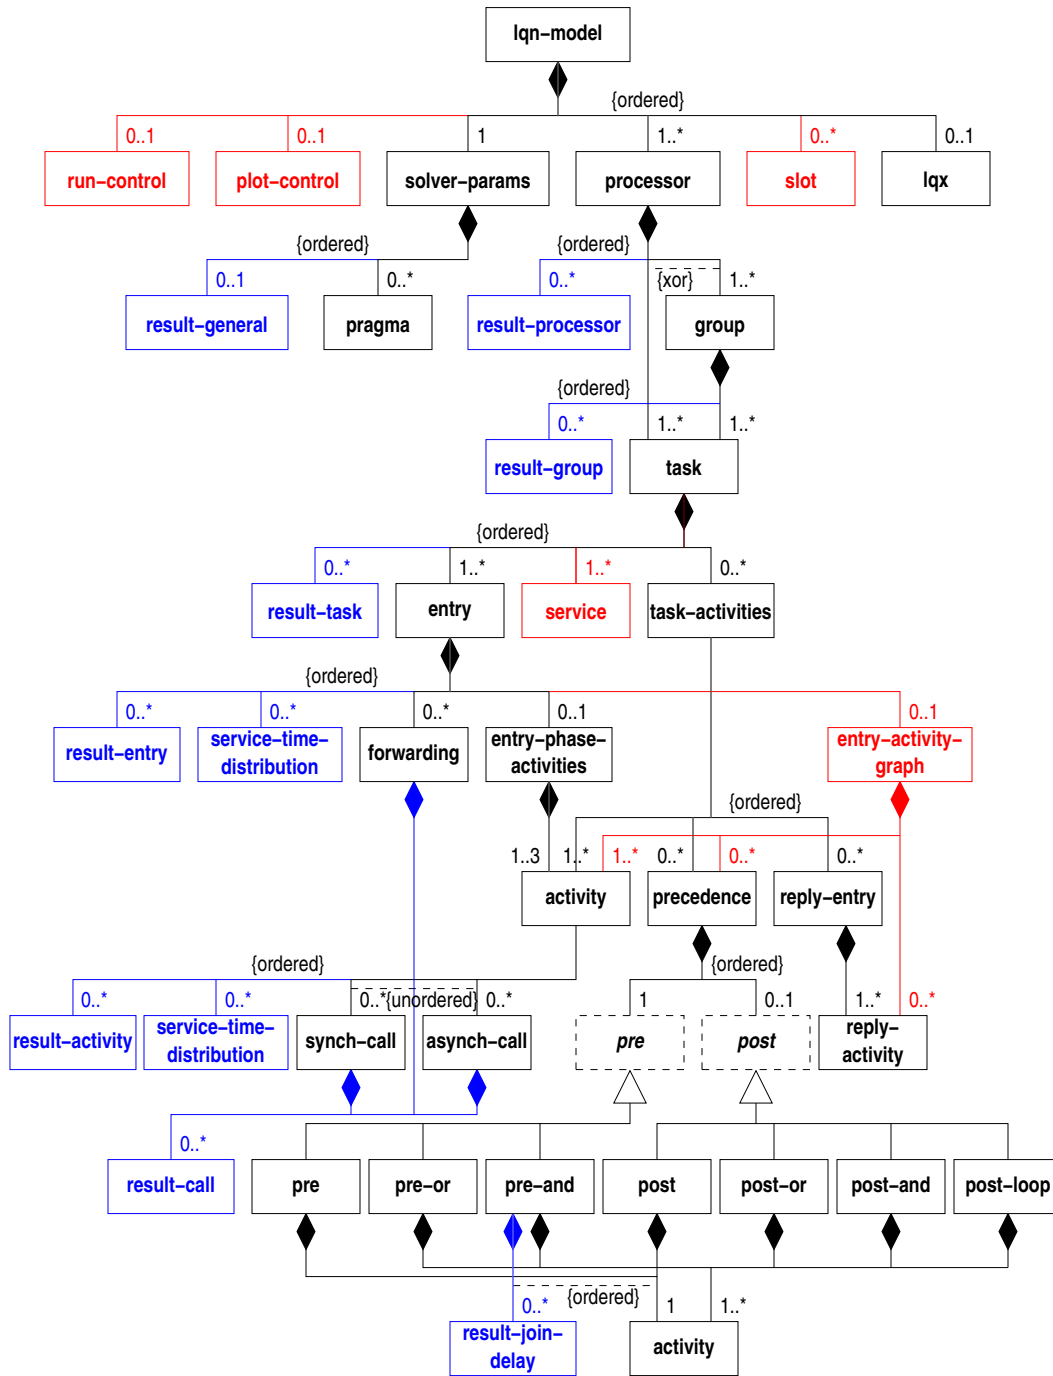 lqn−model
{ordered}
0..1
0..1
1
1..*
0..*
0..1
run−control
plot−control
solver−params
processor
slot
lqx
{ordered}
{ordered}
0..1
0..*
0..*
{xor}
1..*
result−general
pragma
result−processor
group
{ordered}
0..*
1..*
1..*
result−group
task
{ordered}
0..*
1..*
1..*
0..*
result−task
entry
service
task−activities
{ordered}
0..*
0..*
0..*
0..1
0..1
result−entry
service−time−
distribution
forwarding
entry−phase−
activities
entry−activity−
graph
{ordered}
1..3
1..*
1..*
0..*
0..*
0..*
activity
precedence
reply−entry
{ordered}
{ordered}
0..*
0..*
0..*
{unordered}
0..*
1
0..1
1..*
0..*
result−activity
service−time−
distribution
synch−call
asynch−call
pre
post
reply−
activity
0..*
result−call
pre
pre−or
pre−and
post
post−or
post−and
post−loop
0..*
{ordered}
1
1..*
result−join−
delay
activity